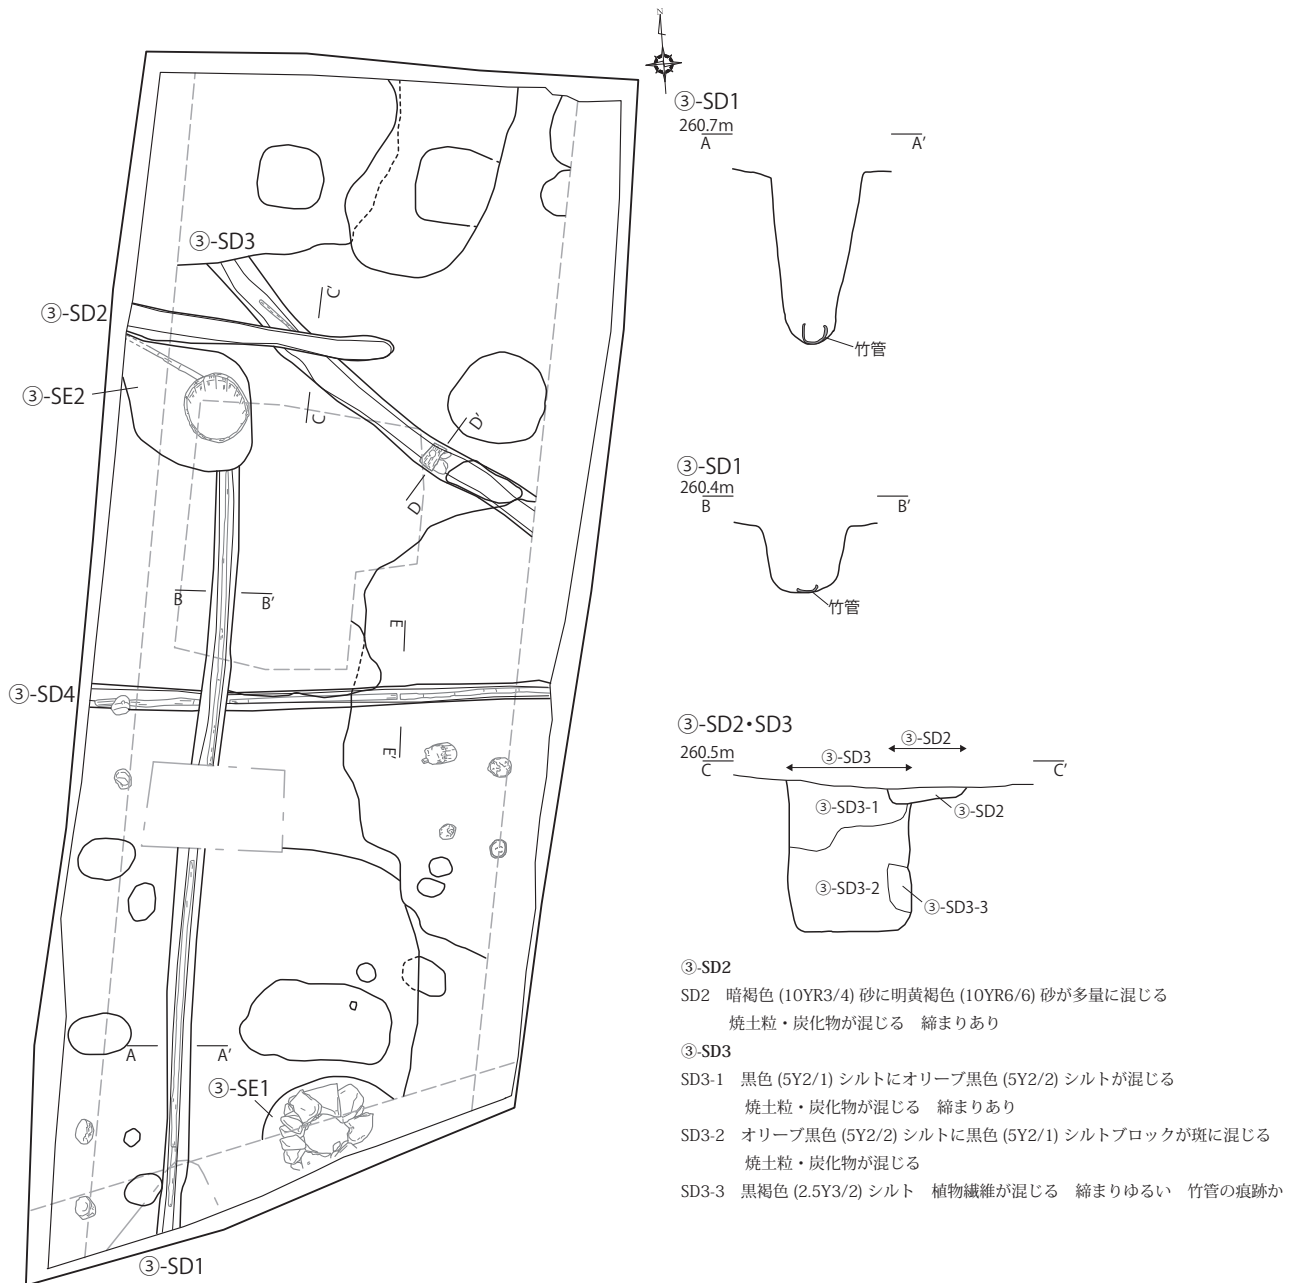 N
③-SD1
260.7m
A
A′
竹管
③-SD3
③-SD2
C′
③-SE2
C
D′
D
③-SD1
260.4m
B
B′
竹管
B
B′
E
③-SD4
E′
③-SD2・SD3
260.5m
C
C′
③-SD3
③-SD2
③-SD3-1
③-SD2
③-SD3-2
③-SD3-3
A
A′
③-SE1
③-SD1
③-SD2
SD2 暗褐色 (10YR3/4) 砂に明黄褐色 (10YR6/6) 砂が多量に混じる
焼土粒・炭化物が混じる 締まりあり
③-SD3
SD3-1 黒色 (5Y2/1) シルトにオリーブ黒色 (5Y2/2) シルトが混じる
焼土粒・炭化物が混じる 締まりあり
SD3-2 オリーブ黒色 (5Y2/2) シルトに黒色 (5Y2/1) シルトブロックが斑に混じる
焼土粒・炭化物が混じる
SD3-3 黒褐色 (2.5Y3/2) シルト 植物繊維が混じる 締まりゆるい 竹管の痕跡か